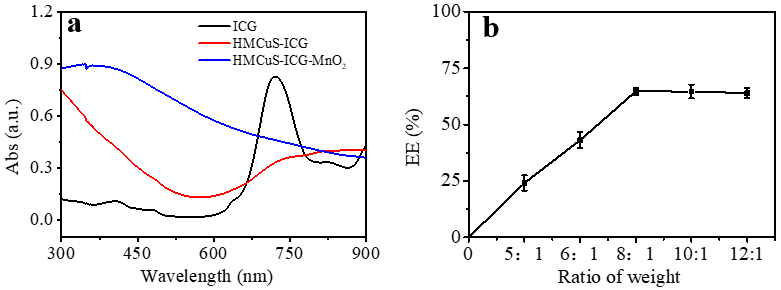 a
ICG
HMCuS-ICG
HMCuS-ICG-MnO₂
1.2
0.9
0.6
0.3
0.0
Abs (a.u.)
300 450 600 750 900
Wavelength (nm)
b
100
75
50
25
0
EE (%)
0 5：1 6：1 8：1 10:1 12:1
Ratio of weight